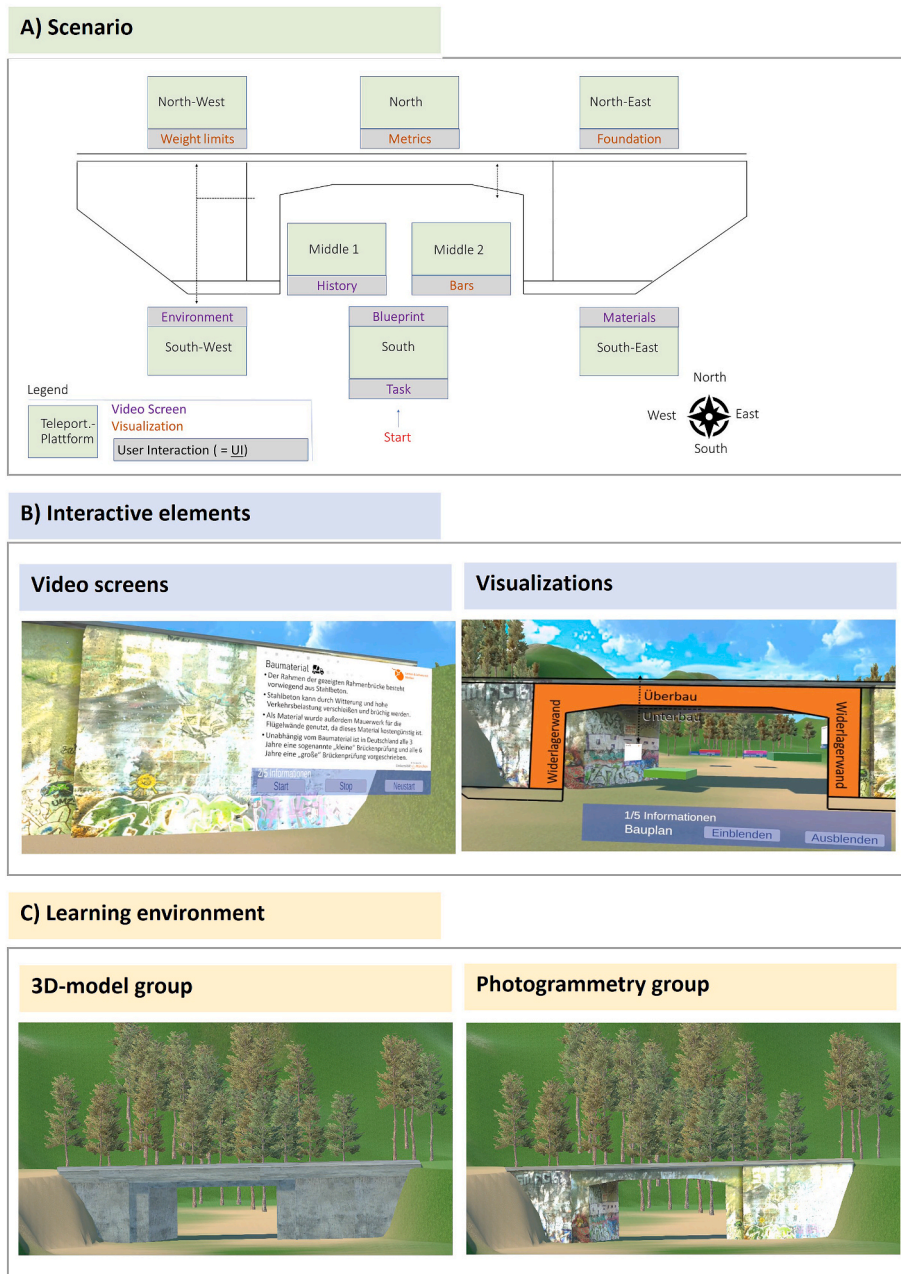 A) Scenario
North-West
North
North-East
Weight limits
Metrics
Foundation
Middle 1
Middle 2
History
Bars
Environment
Blueprint
Materials
South-West
South
South-East
Task
Start
Legend
Teleport.-
Plattform
Video Screen
Visualization
User Interaction ( = UI)
North
West
East
South
B) Interactive elements
Video screens
Visualizations
Baumaterial
• Der Rahmen der gezeigten Rahmenbrücke besteht
vorwiegend aus Stahlbeton.
• Stahlbeton kann durch Witterung und hohe
Verkehrsbelastung verschleißen und brüchig werden.
• Als Material wurde außerdem Mauerwerk für die
Flügelwände genutzt, da dieses Material kostengünstig ist.
• Unabhängig vom Baumaterial ist in Deutschland alle 3
Jahre eine sogenannte „kleine" Brückenprüfung und alle 6
Jahre eine „große" Brückenprüfung vorgeschrieben.
2/5 Informationen
Start
Stop
Neustart
Überbau
Unterbau
Widerlagerwand
Widerlagerwand
1/5 Informationen
Bauplan
Einblenden
Ausblenden
C) Learning environment
3D-model group
Photogrammetry group